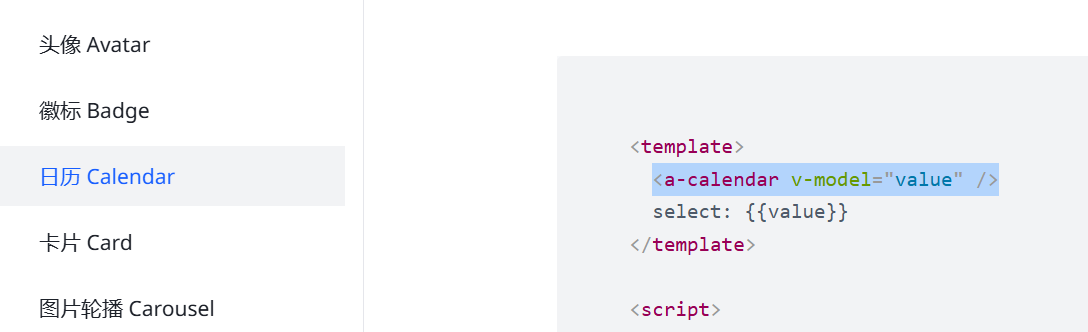 头像 Avatar
徽标 Badge
日历 Calendar
卡片 Card
图片轮播 Carousel
<template>
<a-calendar v-model="value" />
select: {{value}}
</template>
<script>